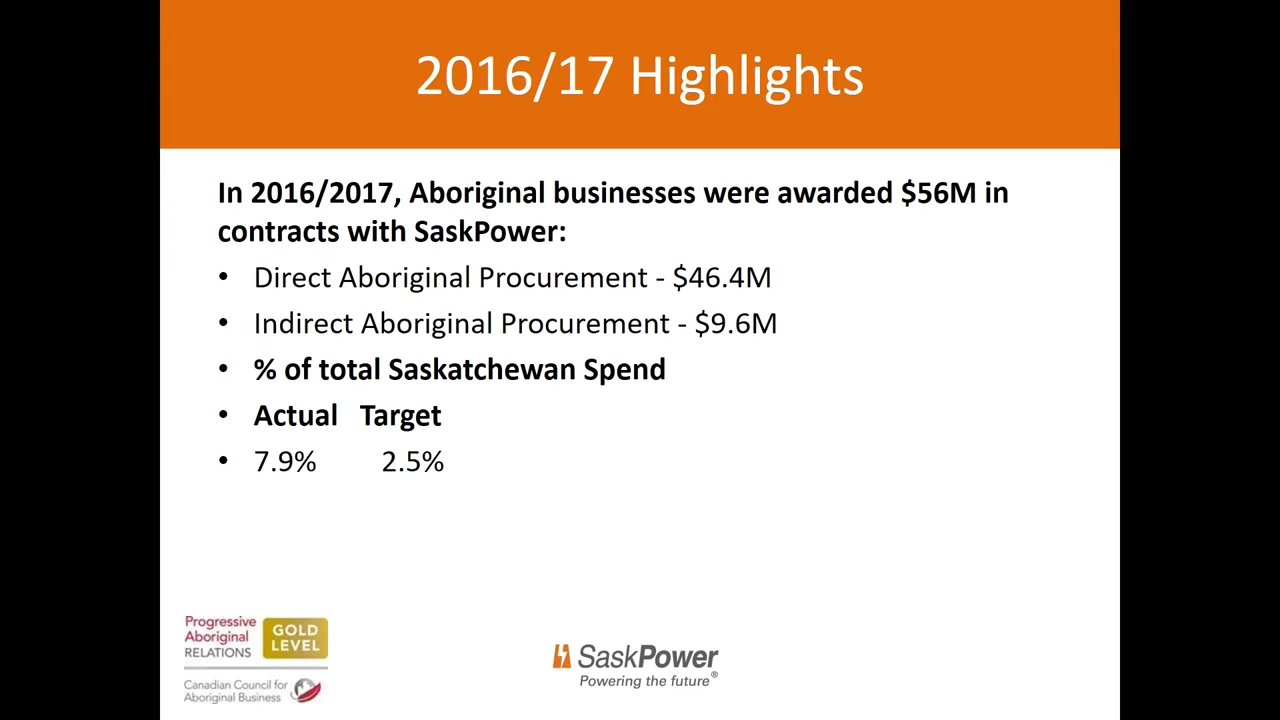 2016/17 Highlights
In 2016/2017, Aboriginal businesses were awarded $56M in
contracts with SaskPower:
• Direct Aboriginal Procurement - $46.4M
• Indirect Aboriginal Procurement - $9.6M
• % of total Saskatchewan Spend
• Actual Target
• 7.9% 2.5%
Progressive
Aboriginal
RELATIONS
GOLD
LEVEL
Canadian Council for
Aboriginal Business
SaskPower
Powering the future®